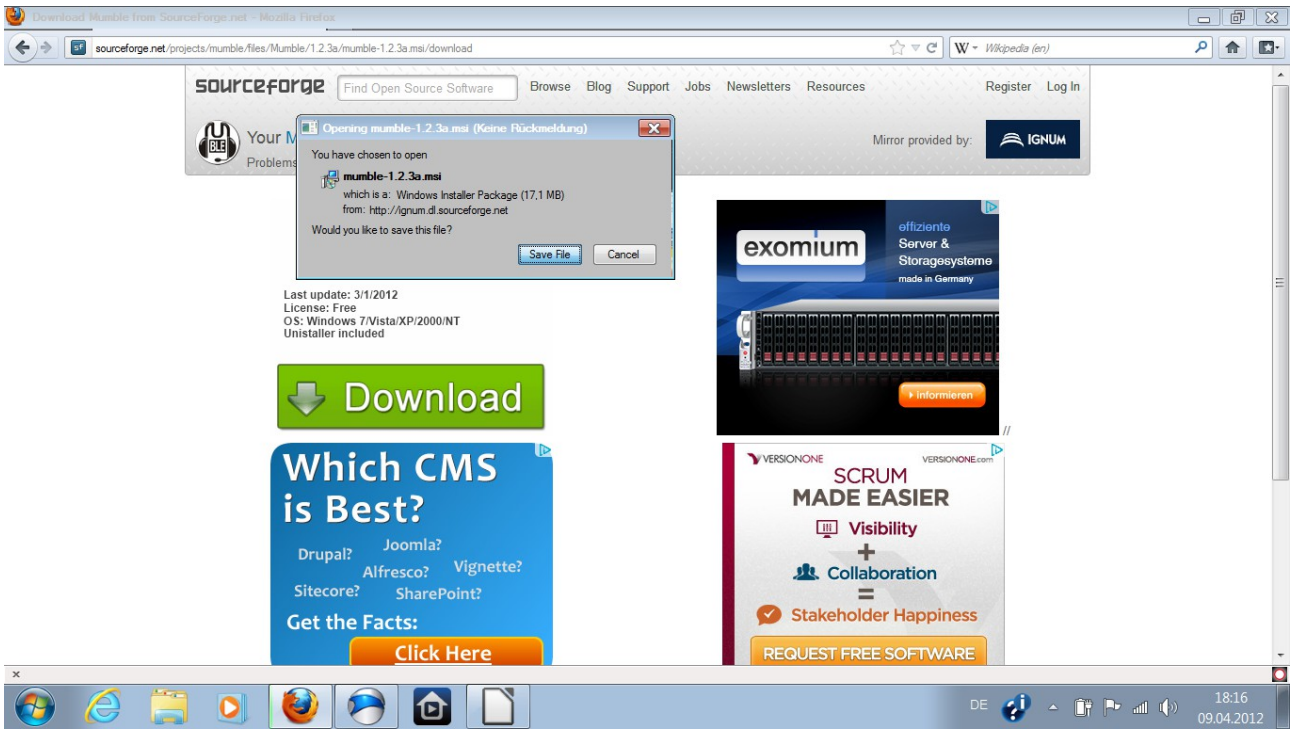 Download Mumble from SourceForge.net - Mozilla Firefox
sourceforge.net/projects/mumble/files/Mumble/1.2.3a/mumble-1.2.3a.msi/download
W Wikipedia (en)
sourceforge
Find Open Source Software
Browse Blog Support Jobs Newsletters Resources
Register Log In
BLE
Your M
Problems
Mirror provided by:
IGNUM
Opening mumble-1.2.3a.msi (Keine Rückmeldung)
You have chosen to open
mumble-1.2.3a.msi
which is a: Windows Installer Package (17,1 MB)
from: http://ignum.dl.sourceforge.net
Would you like to save this file?
Save File
Cancel
Last update: 3/1/2012
License: Free
OS: Windows 7/Vista/XP/2000/NT
Unistaller included
Download
exomium
effiziente
Server &
Storagesysteme
made in Germany
informieren
//
Which CMS
is Best?
Drupal? Joomla?
Alfresco? Vignette?
Sitecore? SharePoint?
Get the Facts:
Click Here
VERSIONONE
VERSIONONE.com
SCRUM
MADE EASIER
Visibility
+
Collaboration
=
Stakeholder Happiness
REQUEST FREE SOFTWARE
DE
18:16
09.04.2012